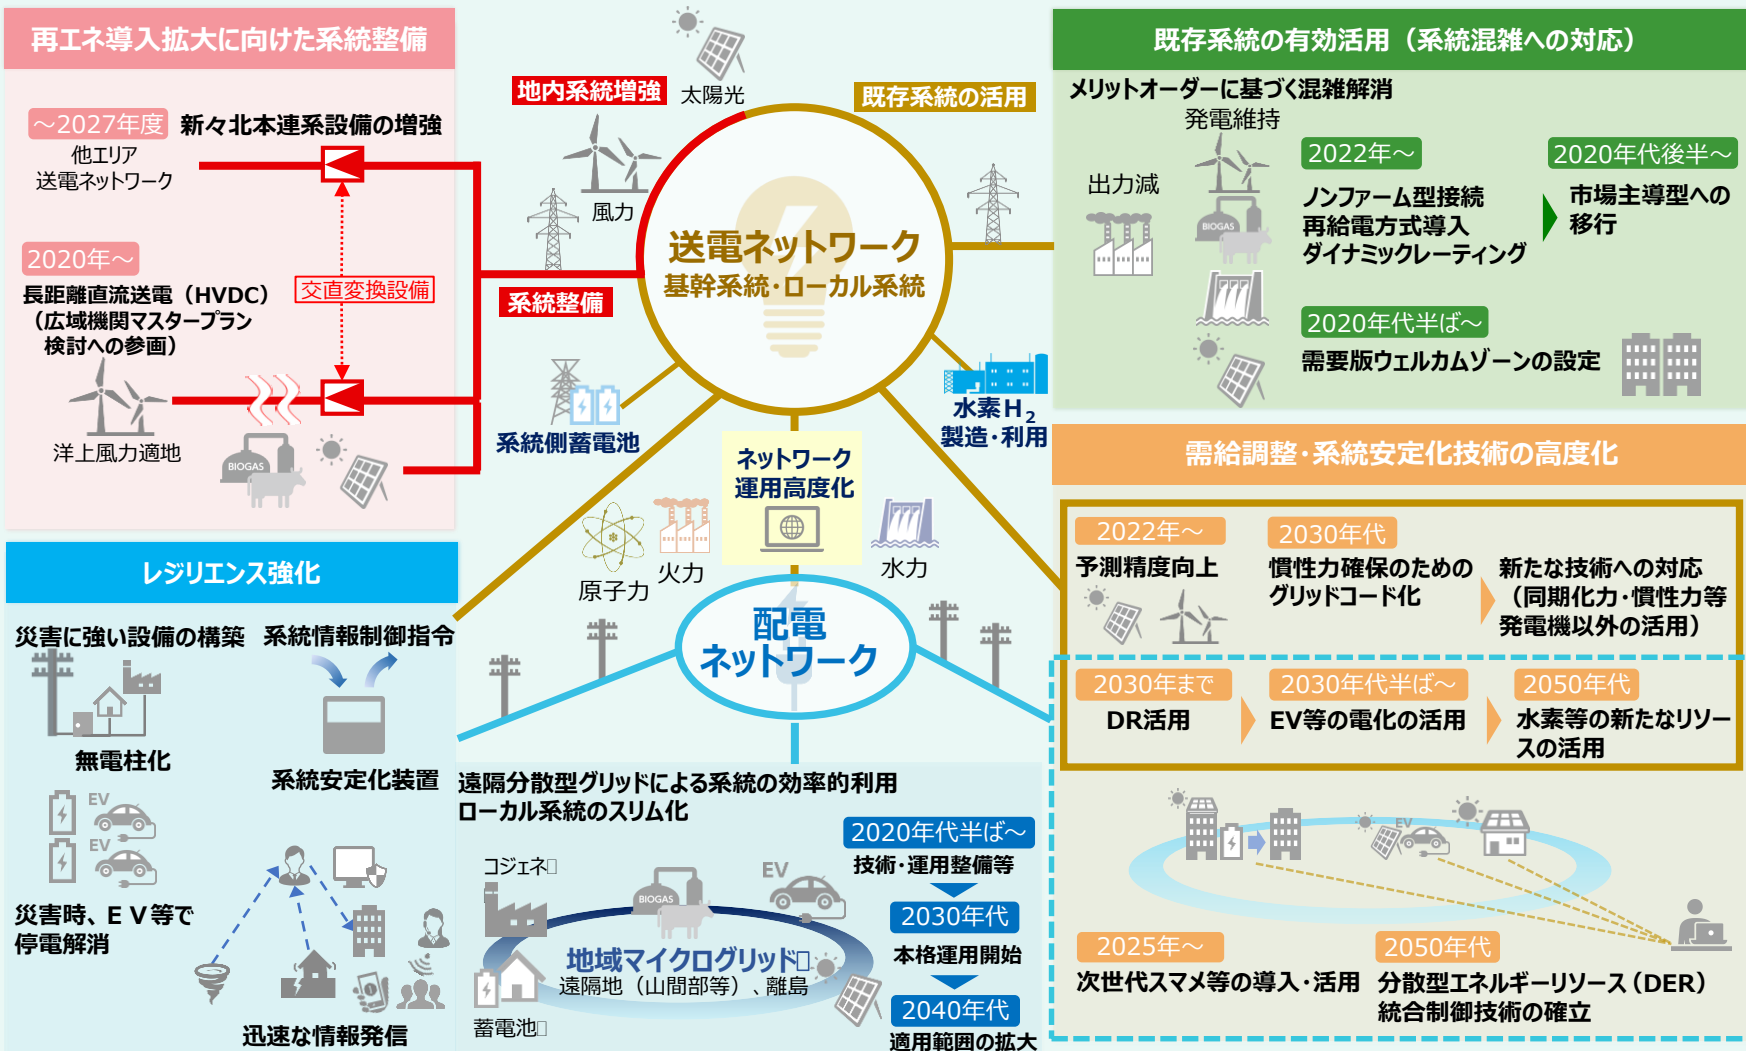 再エネ導入拡大に向けた系統整備
～2027年度
新々北本連系設備の増強
他エリア
送電ネットワーク
2020年～
長距離直流送電（HVDC）
（広域機関マスタープラン
検討への参画）
交直変換設備
洋上風力適地
BIOGAS
地内系統増強
太陽光
既存系統の活用
風力
系統整備
送電ネットワーク
基幹系統・ローカル系統
系統側蓄電池
水素H2
製造・利用
ネットワーク
運用高度化
原子力
火力
水力
配電
ネットワーク
既存系統の有効活用（系統混雑への対応）
メリットオーダーに基づく混雑解消
発電維持
出力減
BIOGAS
2022年～
ノンファーム型接続
再給電方式導入
ダイナミックレーティング
2020年代後半～
市場主導型への
移行
2020年代半ば～
需要版ウェルカムゾーンの設定
需給調整・系統安定化技術の高度化
2022年～
予測精度向上
2030年代
慣性力確保のための
グリッドコード化
新たな技術への対応
（同期化力・慣性力等
発電機以外の活用）
2030年まで
DR活用
2030年代半ば～
EV等の電化の活用
2050年代
水素等の新たなリソー
スの活用
EV
2025年～
次世代スマメ等の導入・活用
2050年代
分散型エネルギーリソース（DER）
統合制御技術の確立
レジリエンス強化
災害に強い設備の構築
系統情報制御指令
無電柱化
系統安定化装置
EV
EV
災害時、ＥＶ等で
停電解消
迅速な情報発信
遠隔分散型グリッドによる系統の効率的利用
ローカル系統のスリム化
コジェネ
BIOGAS
EV
地域マイクログリッド
遠隔地（山間部等）、離島
蓄電池
2020年代半ば～
技術・運用整備等
2030年代
本格運用開始
2040年代
適用範囲の拡大